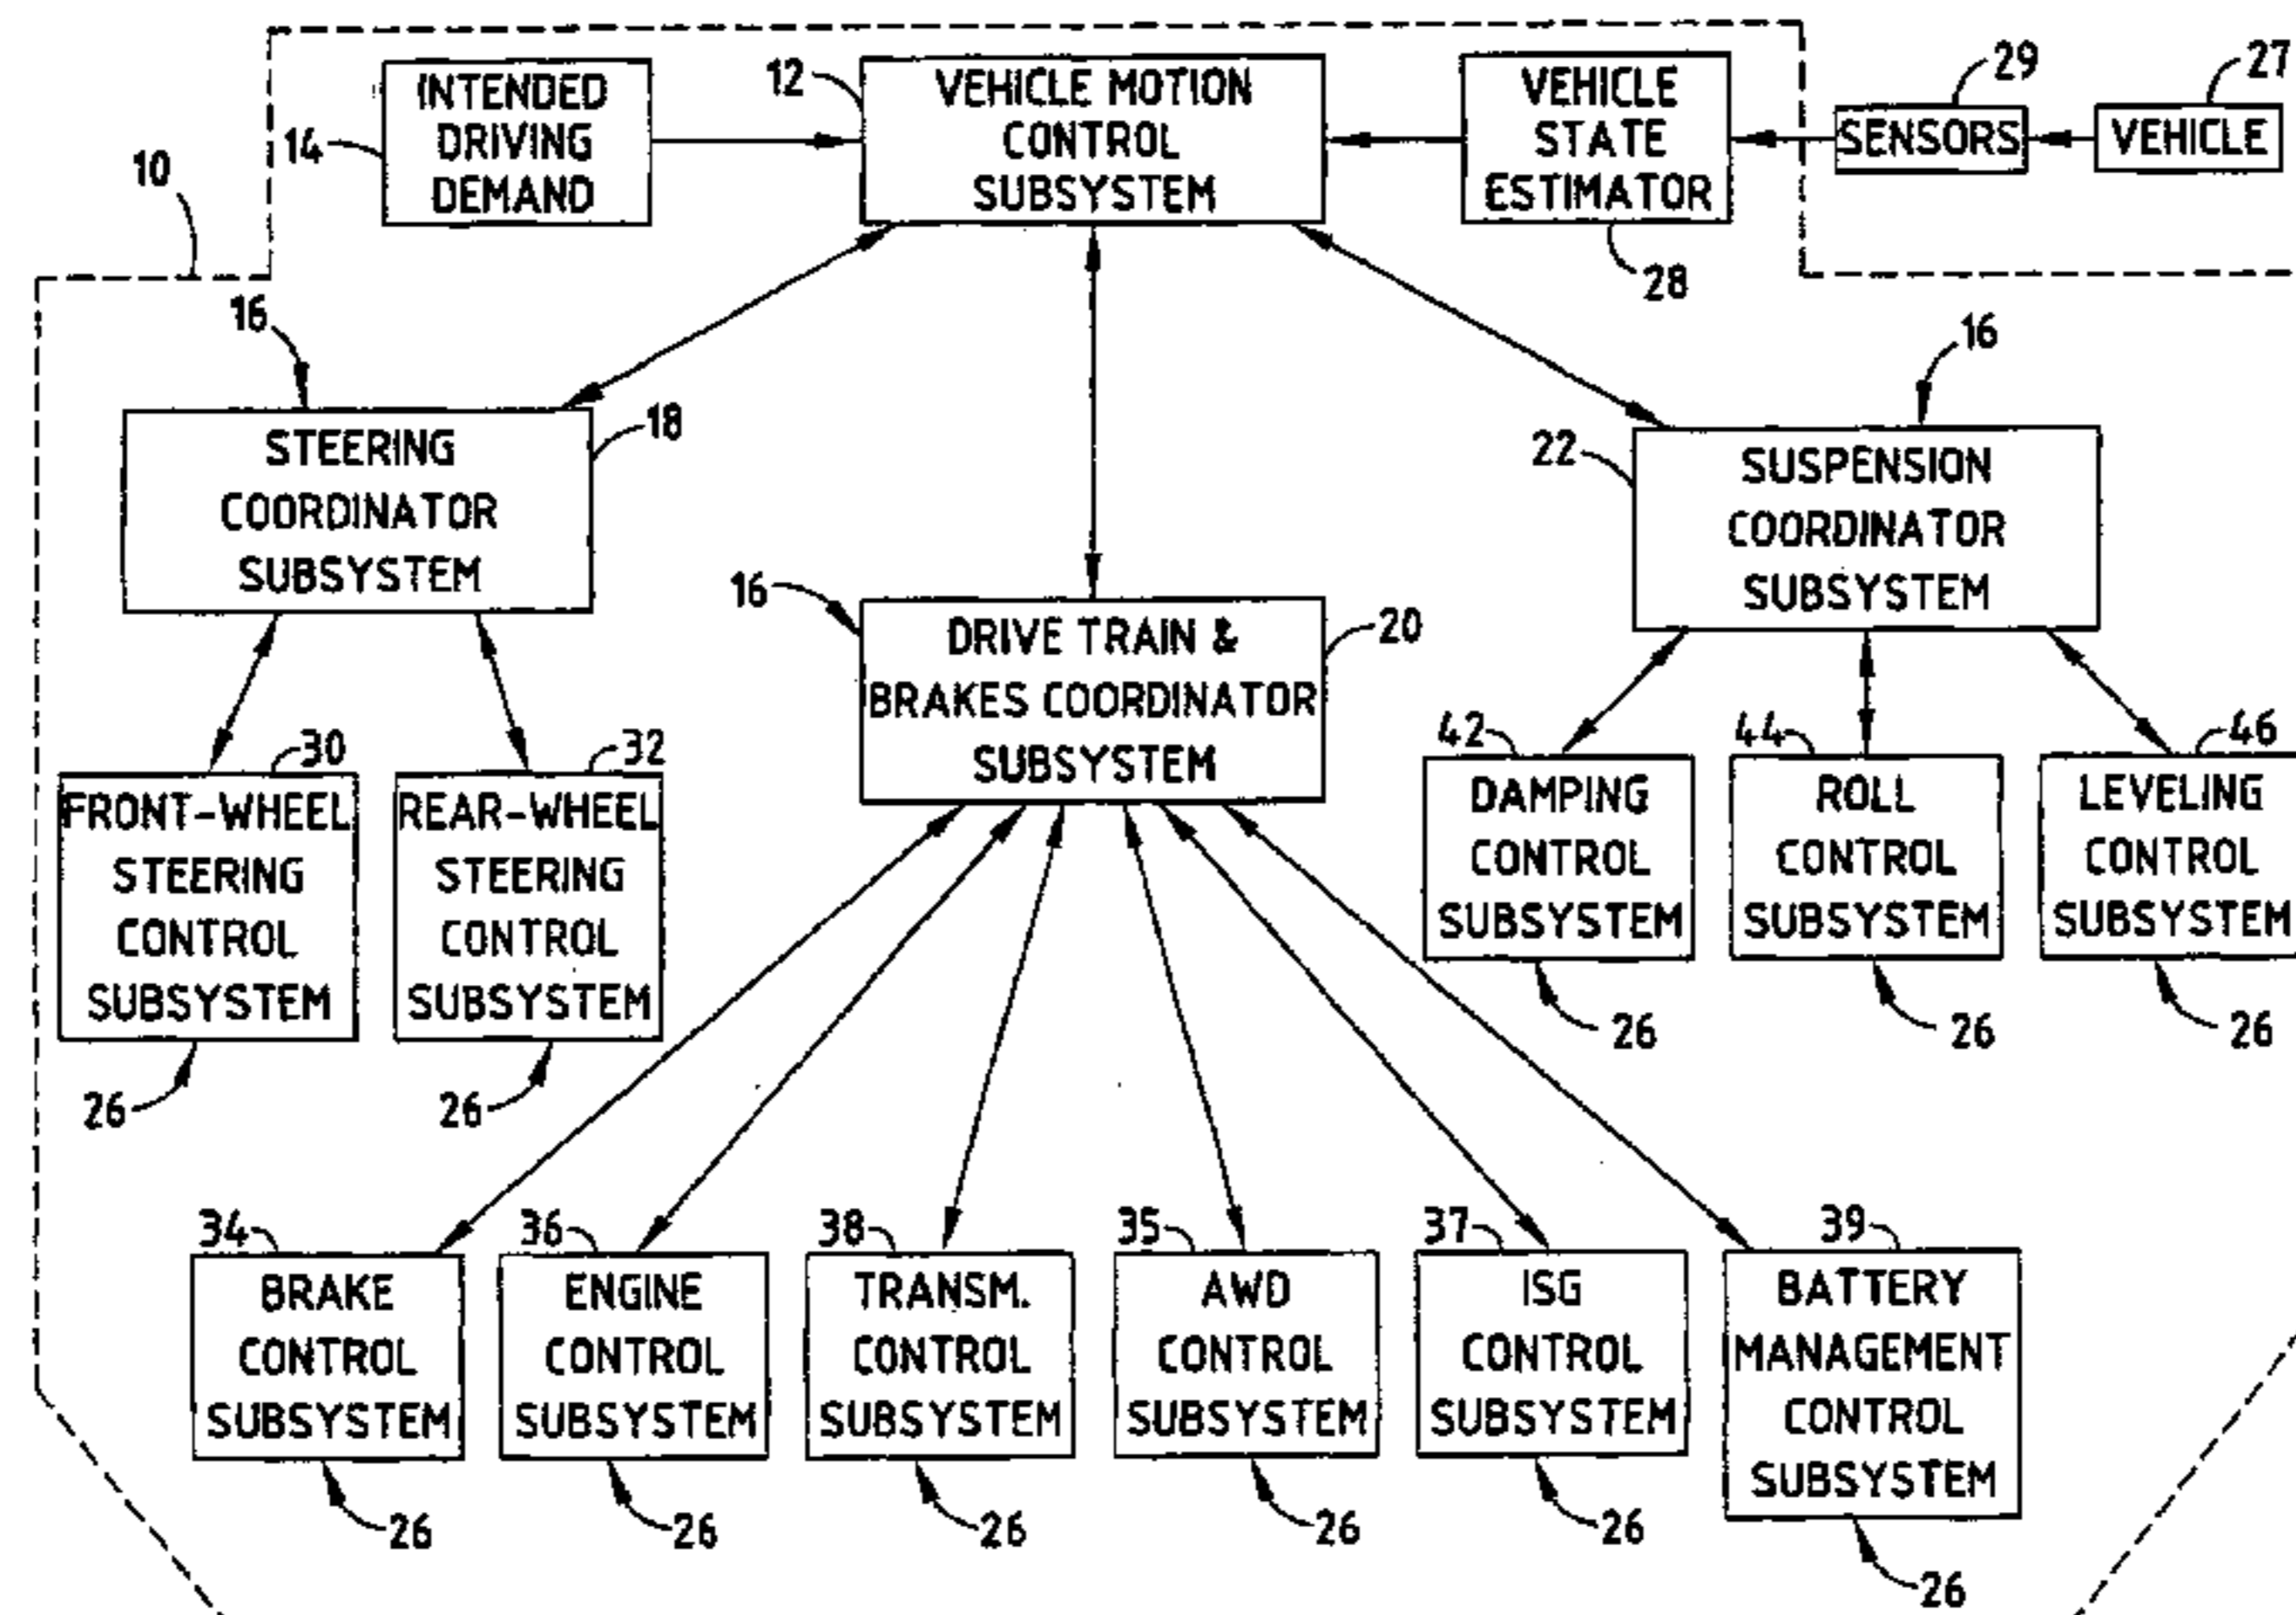 12
VEHICLE MOTION
CONTROL
SUBSYSTEM
14
INTENDED
DRIVING
DEMAND
VEHICLE
STATE
ESTIMATOR
28
29
SENSORS
27
VEHICLE
10
16
STEERING
COORDINATOR
SUBSYSTEM
18
16
DRIVE TRAIN &
BRAKES COORDINATOR
SUBSYSTEM
20
16
22
SUSPENSION
COORDINATOR
SUBSYSTEM
30
FRONT-WHEEL
STEERING
CONTROL
SUBSYSTEM
26
32
REAR-WHEEL
STEERING
CONTROL
SUBSYSTEM
26
42
DAMPING
CONTROL
SUBSYSTEM
26
44
ROLL
CONTROL
SUBSYSTEM
26
46
LEVELING
CONTROL
SUBSYSTEM
26
34
BRAKE
CONTROL
SUBSYSTEM
26
36
ENGINE
CONTROL
SUBSYSTEM
26
38
TRANSM.
CONTROL
SUBSYSTEM
26
35
AWD
CONTROL
SUBSYSTEM
26
37
ISG
CONTROL
SUBSYSTEM
26
39
BATTERY
MANAGEMENT
CONTROL
SUBSYSTEM
26